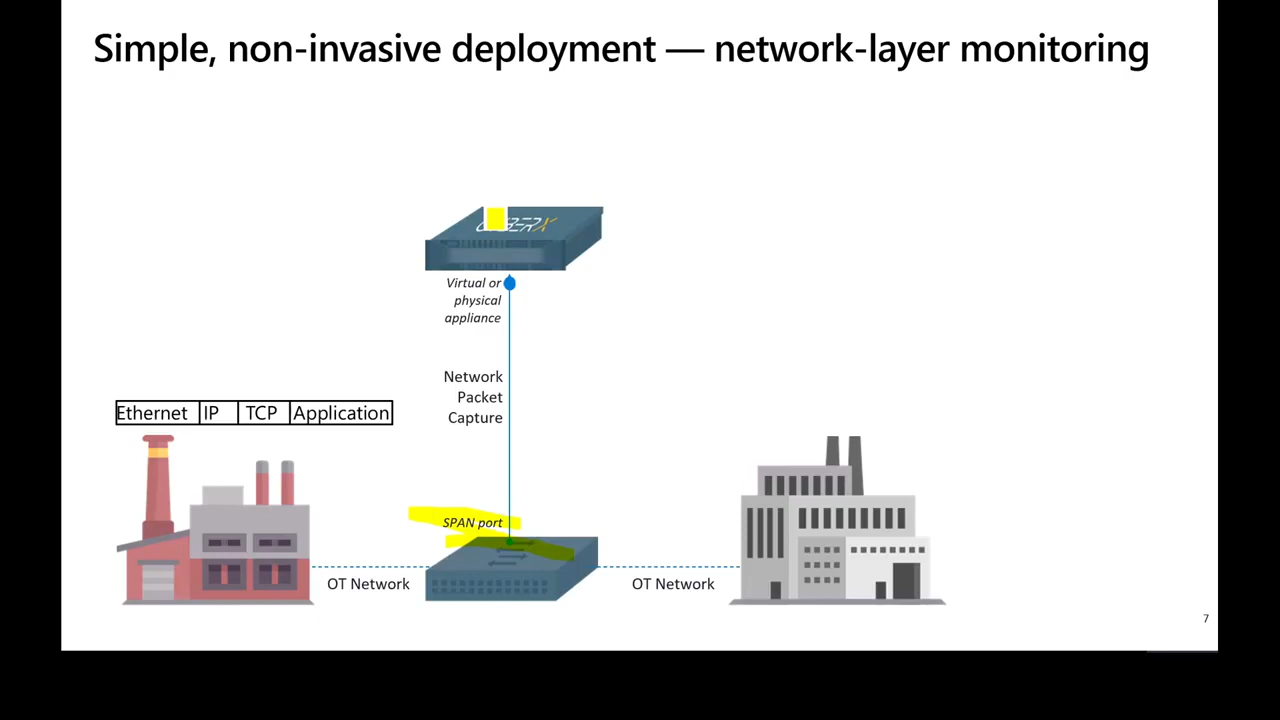 Simple, non-invasive deployment — network-layer monitoring
Virtual or
physical
appliance
Network
Packet
Capture
Ethernet IP TCP Application
SPAN port
OT Network
OT Network
7